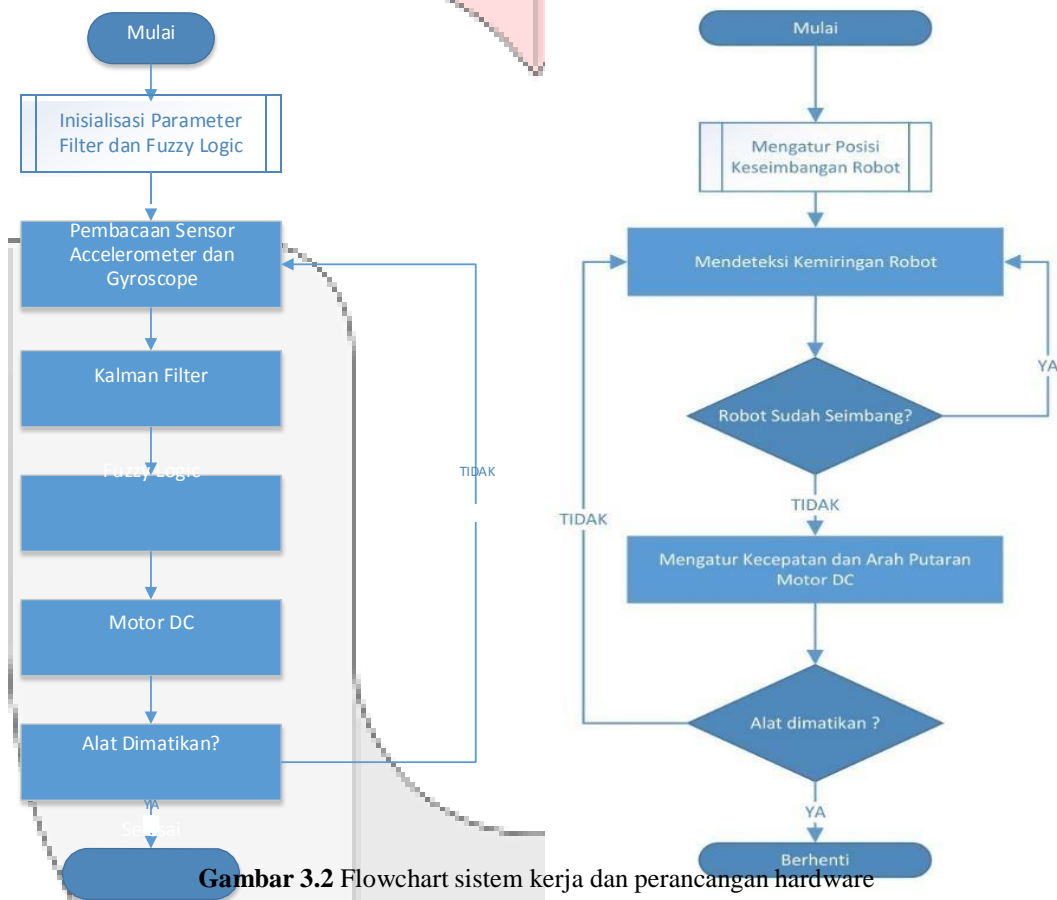 Mulai
Inisialisasi Parameter
Filter dan Fuzzy Logic
Pembacaan Sensor
Accelerometer dan
Gyroscope
Kalman Filter
Fuzzy Logic
TIDAK
Motor DC
Alat Dimatikan?
YA
Selesai
Mulai
Mengatur Posisi
Keseimbangan Robot
Mendeteksi Kemiringan Robot
YA
Robot Sudah Seimbang?
TIDAK
TIDAK
Mengatur Kecepatan dan Arah Putaran
Motor DC
Alat dimatikan ?
YA
Berhenti
Gambar 3.2 Flowchart sistem kerja dan perancangan hardware